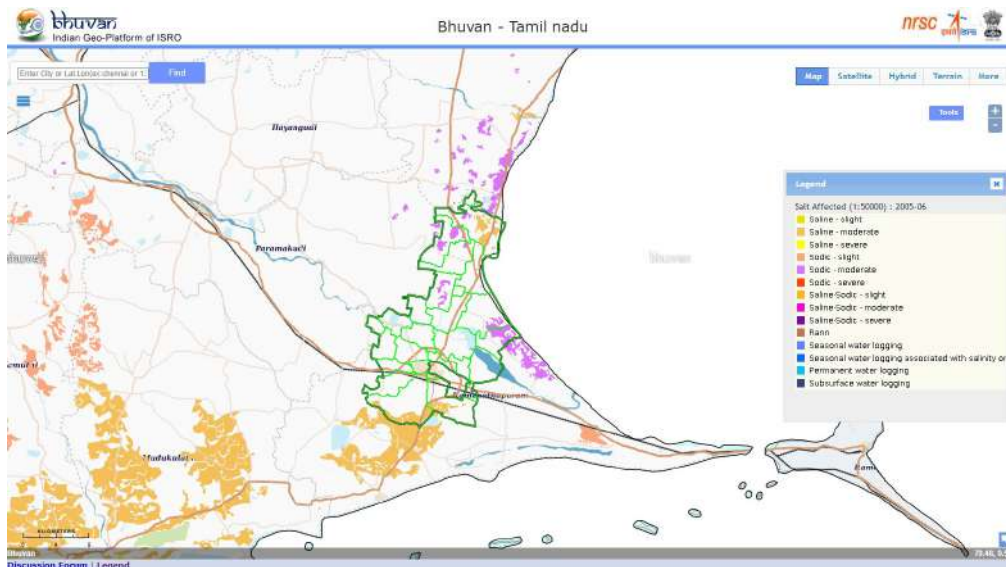 bhuvan
Indian Geo-Platform of ISRO
Bhuvan - Tamil nadu
nrsc
Find
Map Satellite Hybrid Terrain More
Tools
+
-
Legend
Salt Affected (1:50000) : 2005-06
Saline - slight
Saline - moderate
Saline - severe
Sodic - slight
Sodic - moderate
Sodic - severe
Saline-Sodic - slight
Saline-Sodic - moderate
Saline-Sodic - severe
Rann
Seasonal water logging
Seasonal water logging associated with salinity or
Permanent water logging
Subsurface water logging
Paramakudi
bhuvan
KILOMETERS
Bhuvan
Discussion Forum | Legend